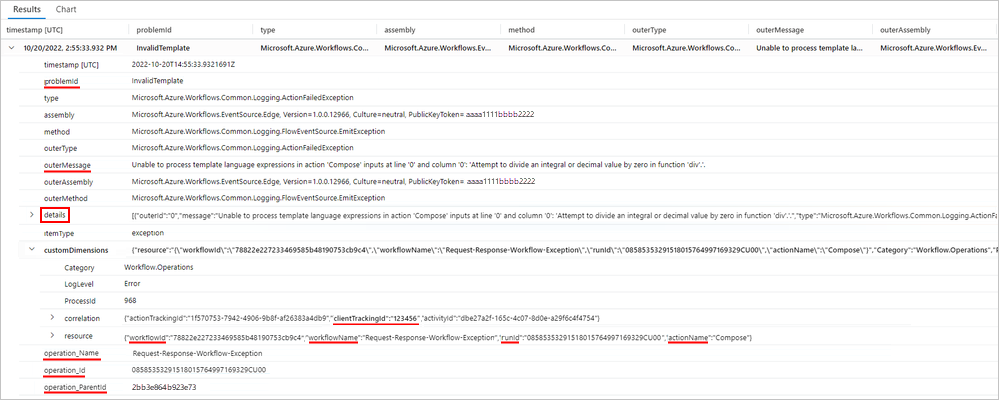 Results Chart
timestamp [UTC] problemId type assembly method outerType outerMessage outerAssembly
10/20/2022, 2:55:33.932 PM InvalidTemplate Microsoft.Azure.Workflows.Co... Microsoft.Azure.Workflows.Ev... Microsoft.Azure.Workflows.Co... Microsoft.Azure.Workflows.Co... Unable to process template la... Microsoft.Azure.Workflows.Ev...
timestamp [UTC] 2022-10-20T14:55:33.9321691Z
problemId InvalidTemplate
type Microsoft.Azure.Workflows.Common.Logging.ActionFailedException
assembly Microsoft.Azure.Workflows.EventSource.Edge, Version=1.0.0.12966, Culture=neutral, PublicKeyToken= aaaa1111bbbb2222
method Microsoft.Azure.Workflows.Common.Logging.FlowEventSource.EmitException
outerType Microsoft.Azure.Workflows.Common.Logging.ActionFailedException
outerMessage Unable to process template language expressions in action 'Compose' inputs at line '0' and column '0': 'Attempt to divide an integral or decimal value by zero in function 'div'.'.
outerAssembly Microsoft.Azure.Workflows.EventSource.Edge, Version=1.0.0.12966, Culture=neutral, PublicKeyToken= aaaa1111bbbb2222
outerMethod Microsoft.Azure.Workflows.Common.Logging.FlowEventSource.EmitException
details [{"outerId":"0","message":"Unable to process template language expressions in action 'Compose' inputs at line '0' and column '0': 'Attempt to divide an integral or decimal value by zero in function 'div'.'.","type":"Microsoft.Azure.Workflows.Common.Logging.ActionFa
itemType exception
customDimensions {"resource":"{\"workflowId\":\"78822e227233469585b48190753cb9c4\",\"workflowName\":\"Request-Response-Workflow-Exception\",\"runId\":\"08585353291518015764997169329CU00\",\"actionName\":\"Compose\"}","Category":"Workflow.Operations","
Category Workflow.Operations
LogLevel Error
ProcessId 968
correlation {"actionTrackingId":"1f570753-7942-4906-9b8f-af26383a4db9","clientTrackingId":"123456","activityId":"dbe27a2f-165c-4c07-8d0e-a29f6c4f4754"}
resource {"workflowId":"78822e227233469585b48190753cb9c4","workflowName":"Request-Response-Workflow-Exception","runId":"08585353291518015764997169329CU00","actionName":"Compose"}
operation_Name Request-Response-Workflow-Exception
operation_Id 08585353291518015764997169329CU00
operation_ParentId 2bb3e864b923e73